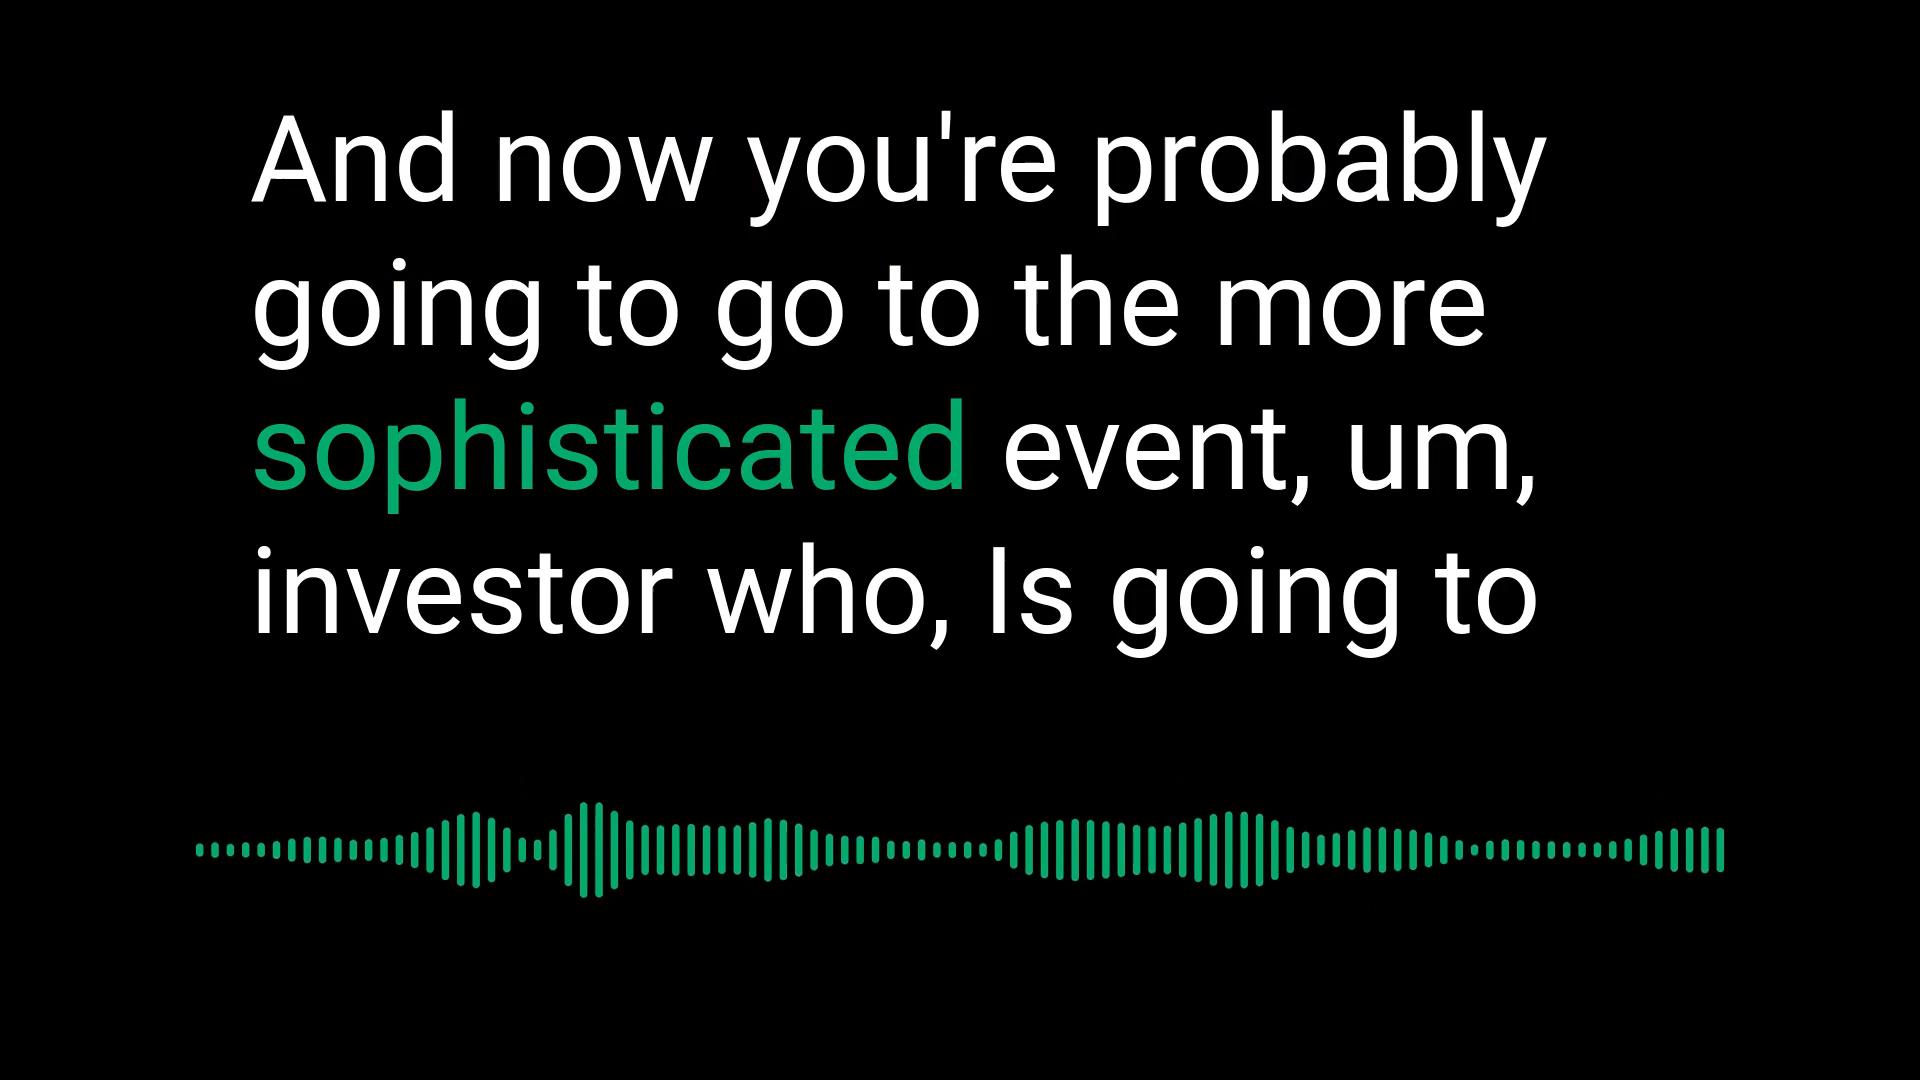 And now you're probably
going to go to the more
sophisticated event, um,
investor who, Is going to